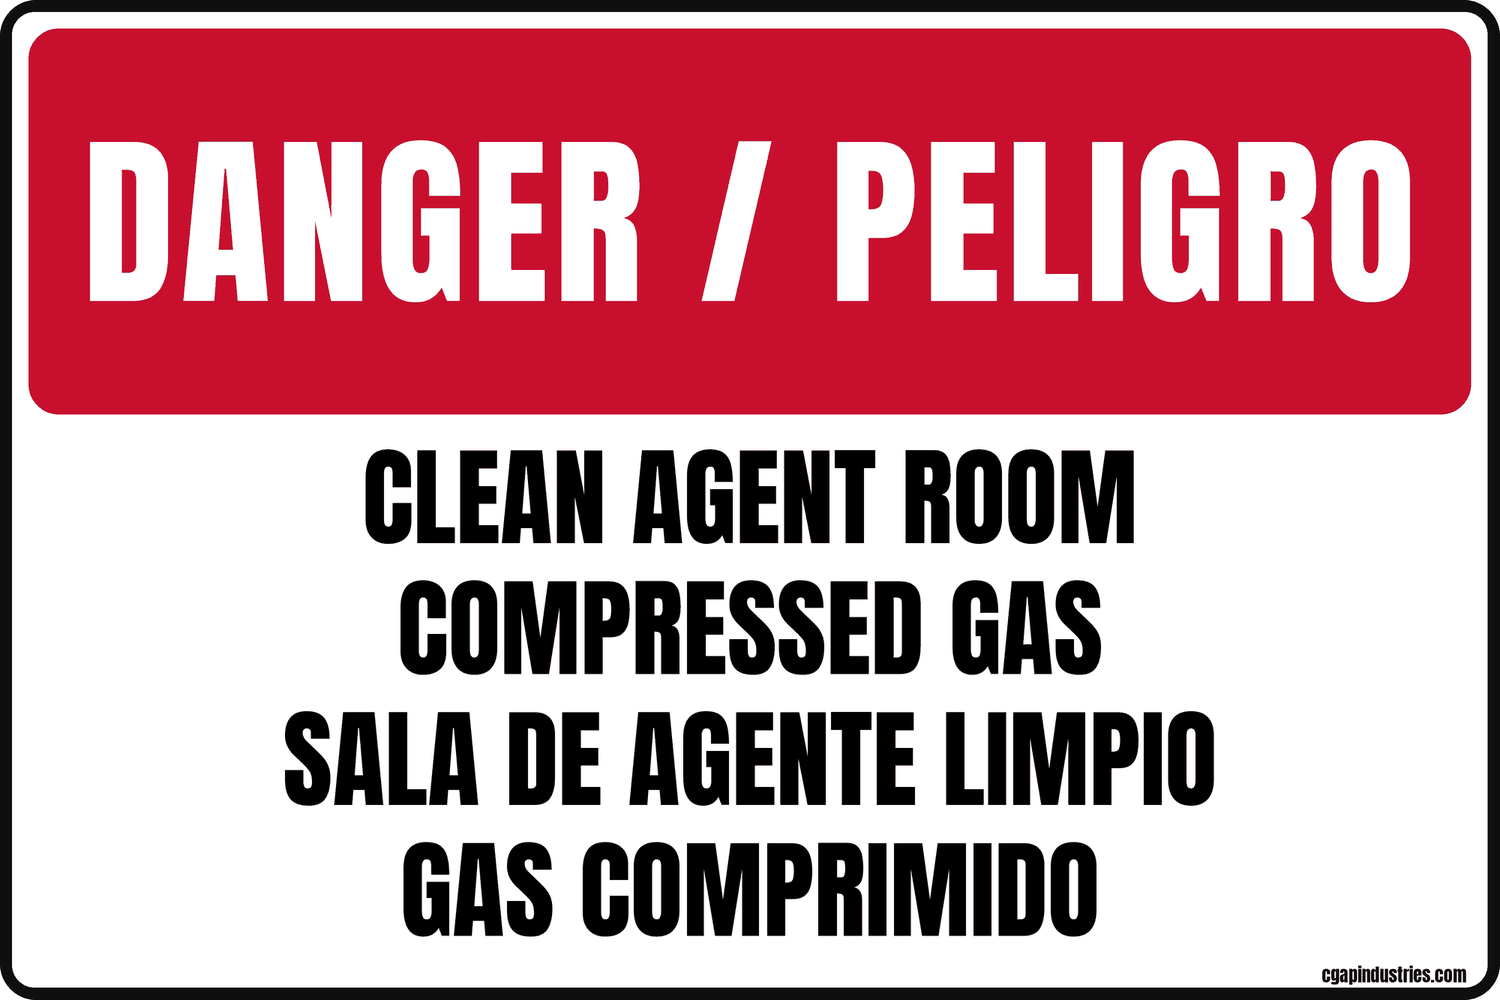 DANGER / PELIGRO
CLEAN AGENT ROOM
COMPRESSED GAS
SALA DE AGENTE LIMPIO
GAS COMPRIMIDO
cgapindustries.com